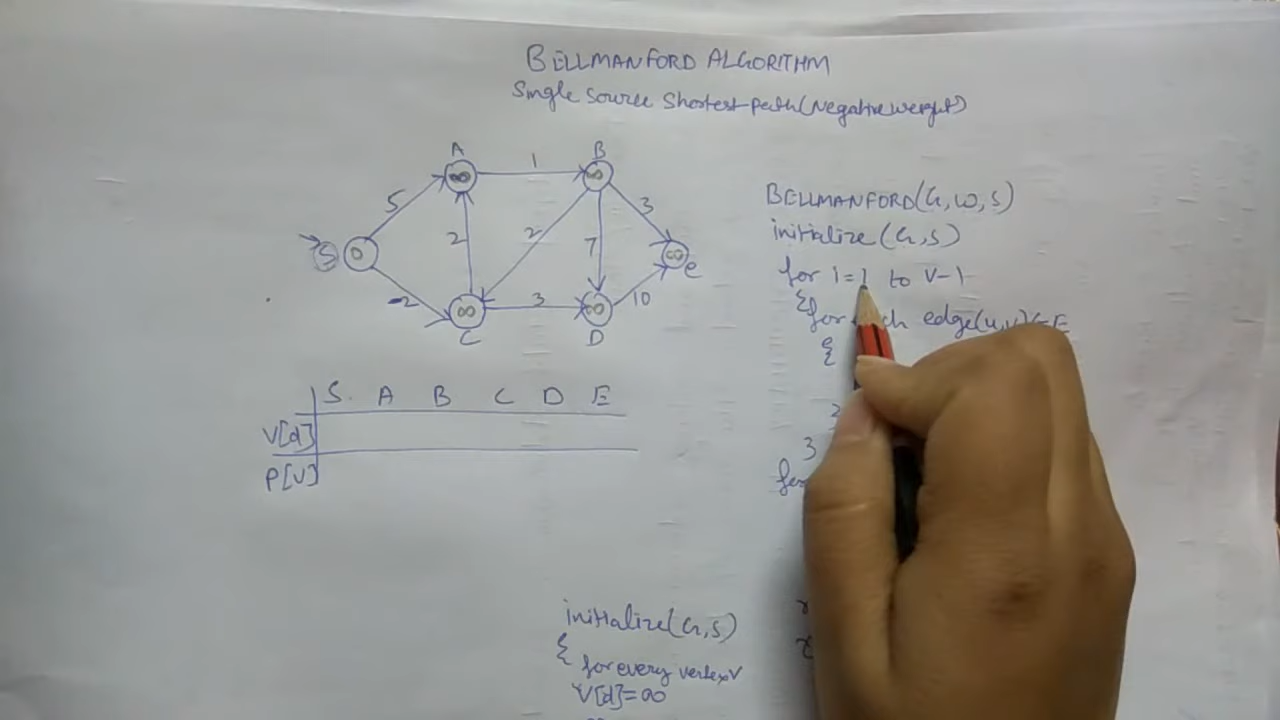 BELLMANFORD ALGORITHM
Single Source Shortest path (Negative weight)
A
1
B
5
∞
∞
3
S
0
2
2
7
∞
e
-2
∞
3
∞
10
C
D
S. A B C D E
V[d]
P[V]
BELLMANFORD(G,W,S)
initialize (G,S)
for i=1 to V-1
{for edge(u,v) E
{
3
for
initialize(G,S)
{ for every vertex V
V[d]=∞